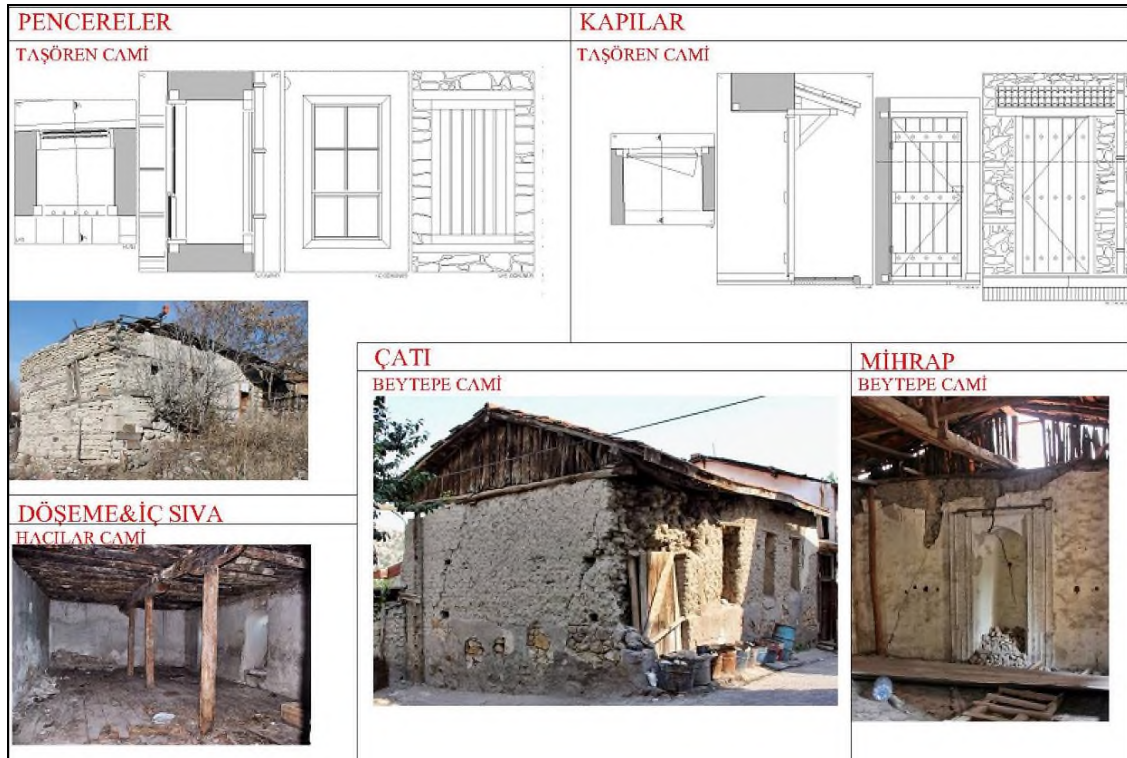 PENCERELER
TAŞÖREN CAMİ
KAPILAR
TAŞÖREN CAMİ
ÇATI
BEYTEPE CAMİ
MİHRAP
BEYTEPE CAMİ
DÖŞEME&İÇ SIVA
HACILAR CAMİ